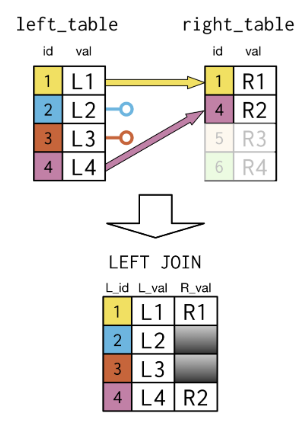 left_table right_table
id val id val
1 L1 1 R1
2 L2 4 R2
3 L3 5 R3
4 L4 6 R4
LEFT JOIN
L_id L_val R_val
1 L1 R1
2 L2
3 L3
4 L4 R2